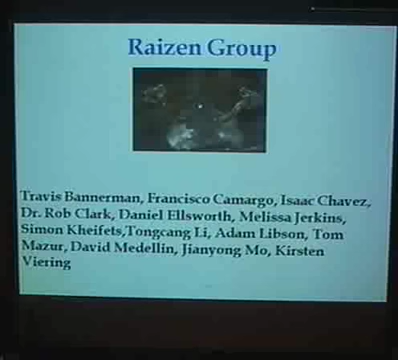 Raizen Group
Travis Bannerman, Francisco Camargo, Isaac Chavez,
Dr. Rob Clark, Daniel Ellsworth, Melissa Jerkins,
Simon Kheifets,Tongcang Li, Adam Libson, Tom
Mazur, David Medellin, Jianyong Mo, Kirsten
Viering